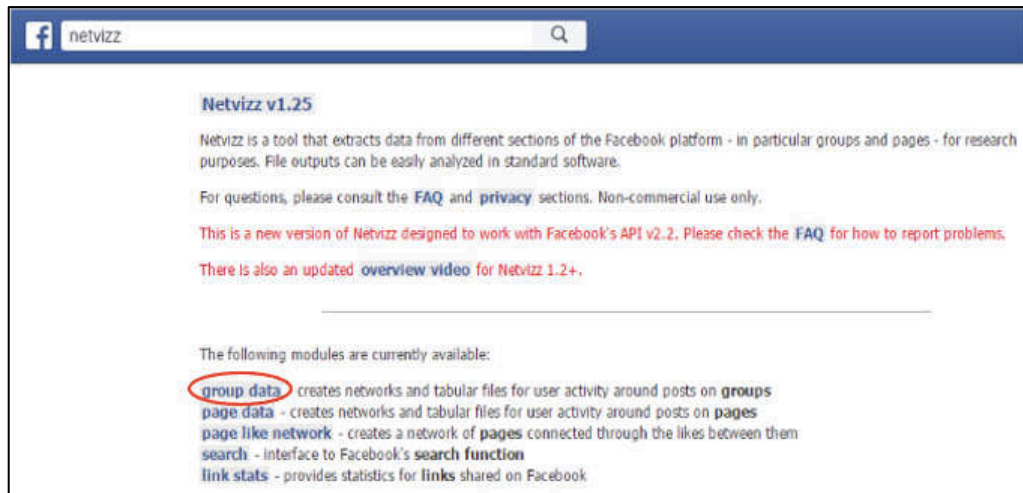 f netvizz
Netvizz v1.25
Netvizz is a tool that extracts data from different sections of the Facebook platform - in particular groups and pages - for research
purposes. File outputs can be easily analyzed in standard software.
For questions, please consult the FAQ and privacy sections. Non-commercial use only.
This is a new version of Netvizz designed to work with Facebook's API v2.2. Please check the FAQ for how to report problems.
There is also an updated overview video for Netvizz 1.2+.
The following modules are currently available:
group data - creates networks and tabular files for user activity around posts on groups
page data - creates networks and tabular files for user activity around posts on pages
page like network - creates a network of pages connected through the likes between them
search - interface to Facebook's search function
link stats - provides statistics for links shared on Facebook